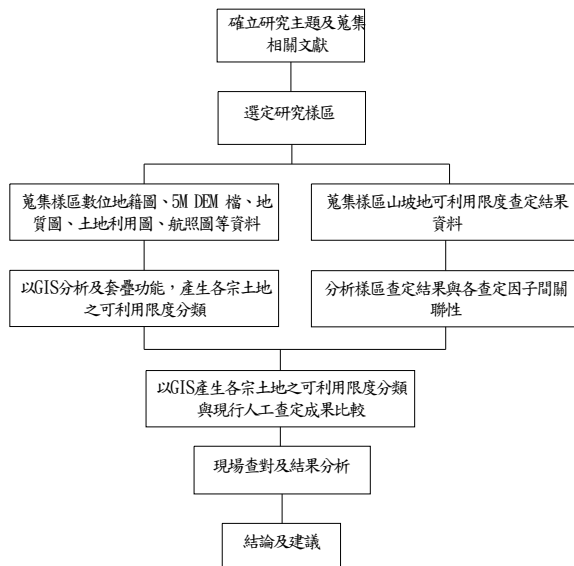 確立研究主題及蒐集
相關文獻
選定研究樣區
蒐集樣區數位地籍圖、5M DEM 檔、地
質圖、土地利用圖、航照圖等資料
蒐集樣區山坡地可利用限度查定結果
資料
以GIS分析及套疊功能，產生各宗土地
之可利用限度分類
分析樣區查定結果與各查定因子間關
聯性
以GIS產生各宗土地之可利用限度分類
與現行人工查定成果比較
現場查對及結果分析
結論及建議